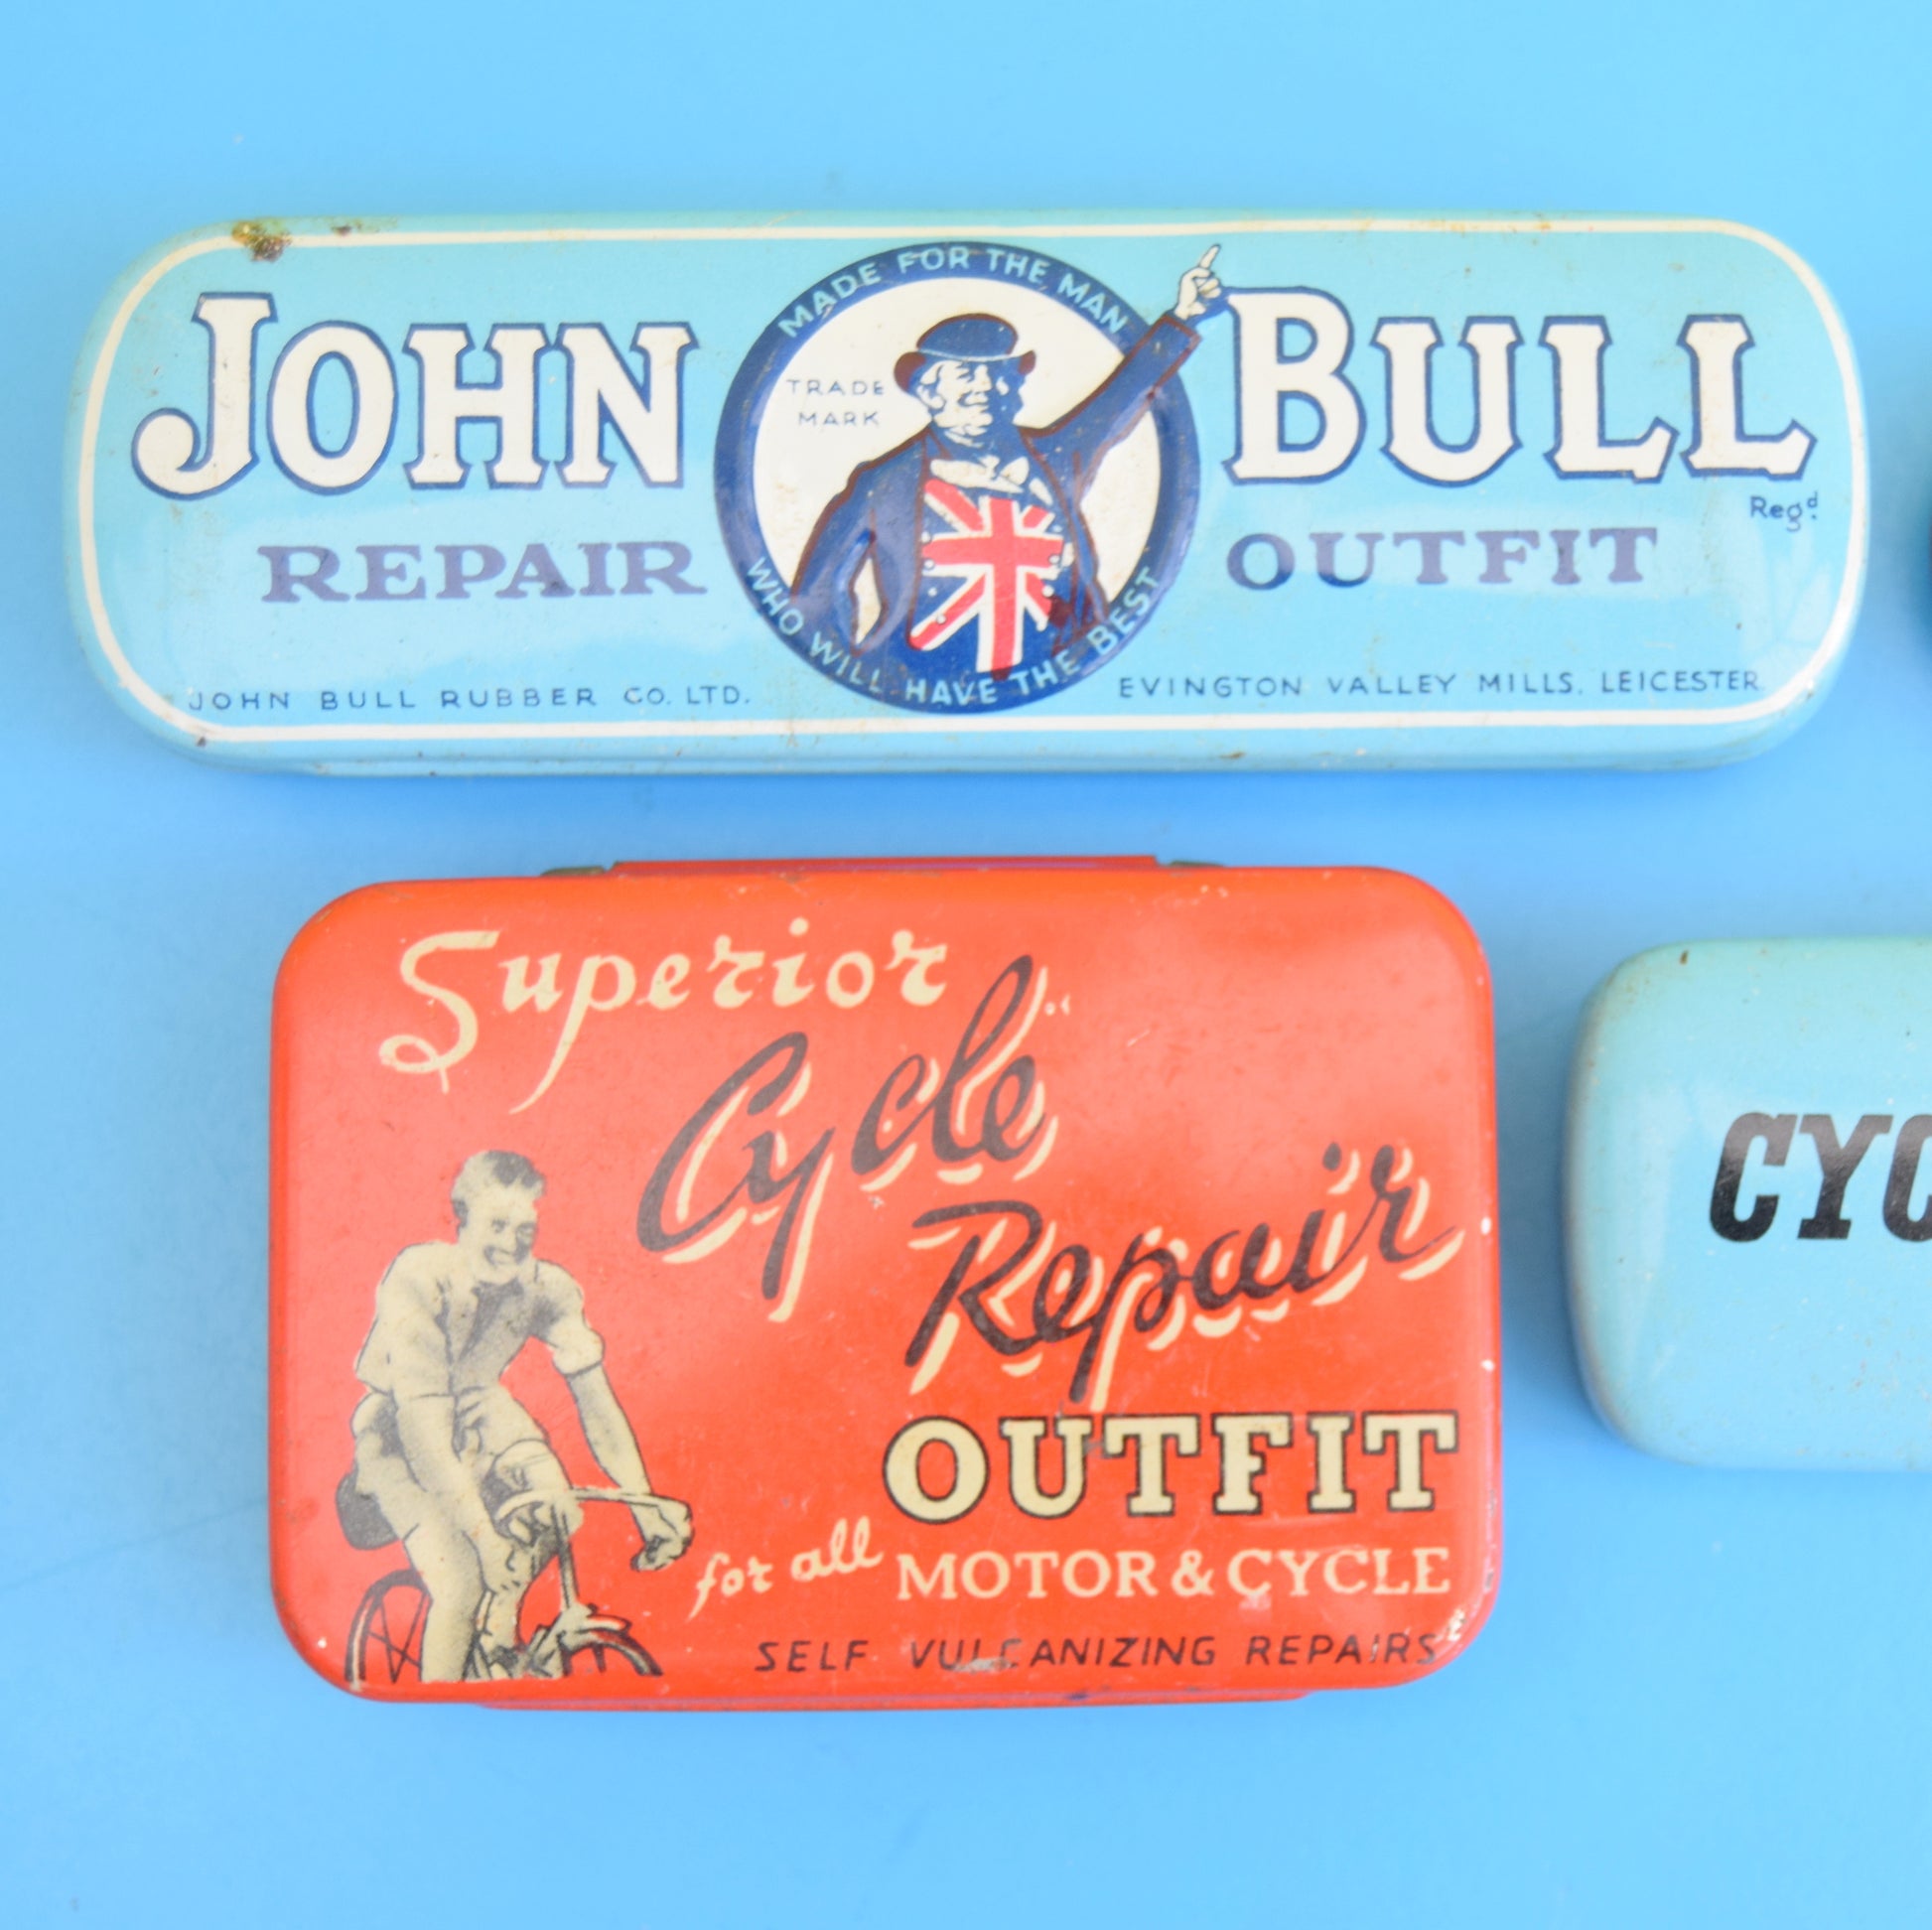 MADE FOR THE MAN
JOHN BULL
TRADE
MARK
Regd.
REPAIR OUTFIT
WHO WILL HAVE THE BEST
JOHN BULL RUBBER CO. LTD. EVINGTON VALLEY MILLS, LEICESTER
Superior
Cycle
Repair
OUTFIT
for all MOTOR & CYCLE
SELF VULCANIZING REPAIRS
CYC